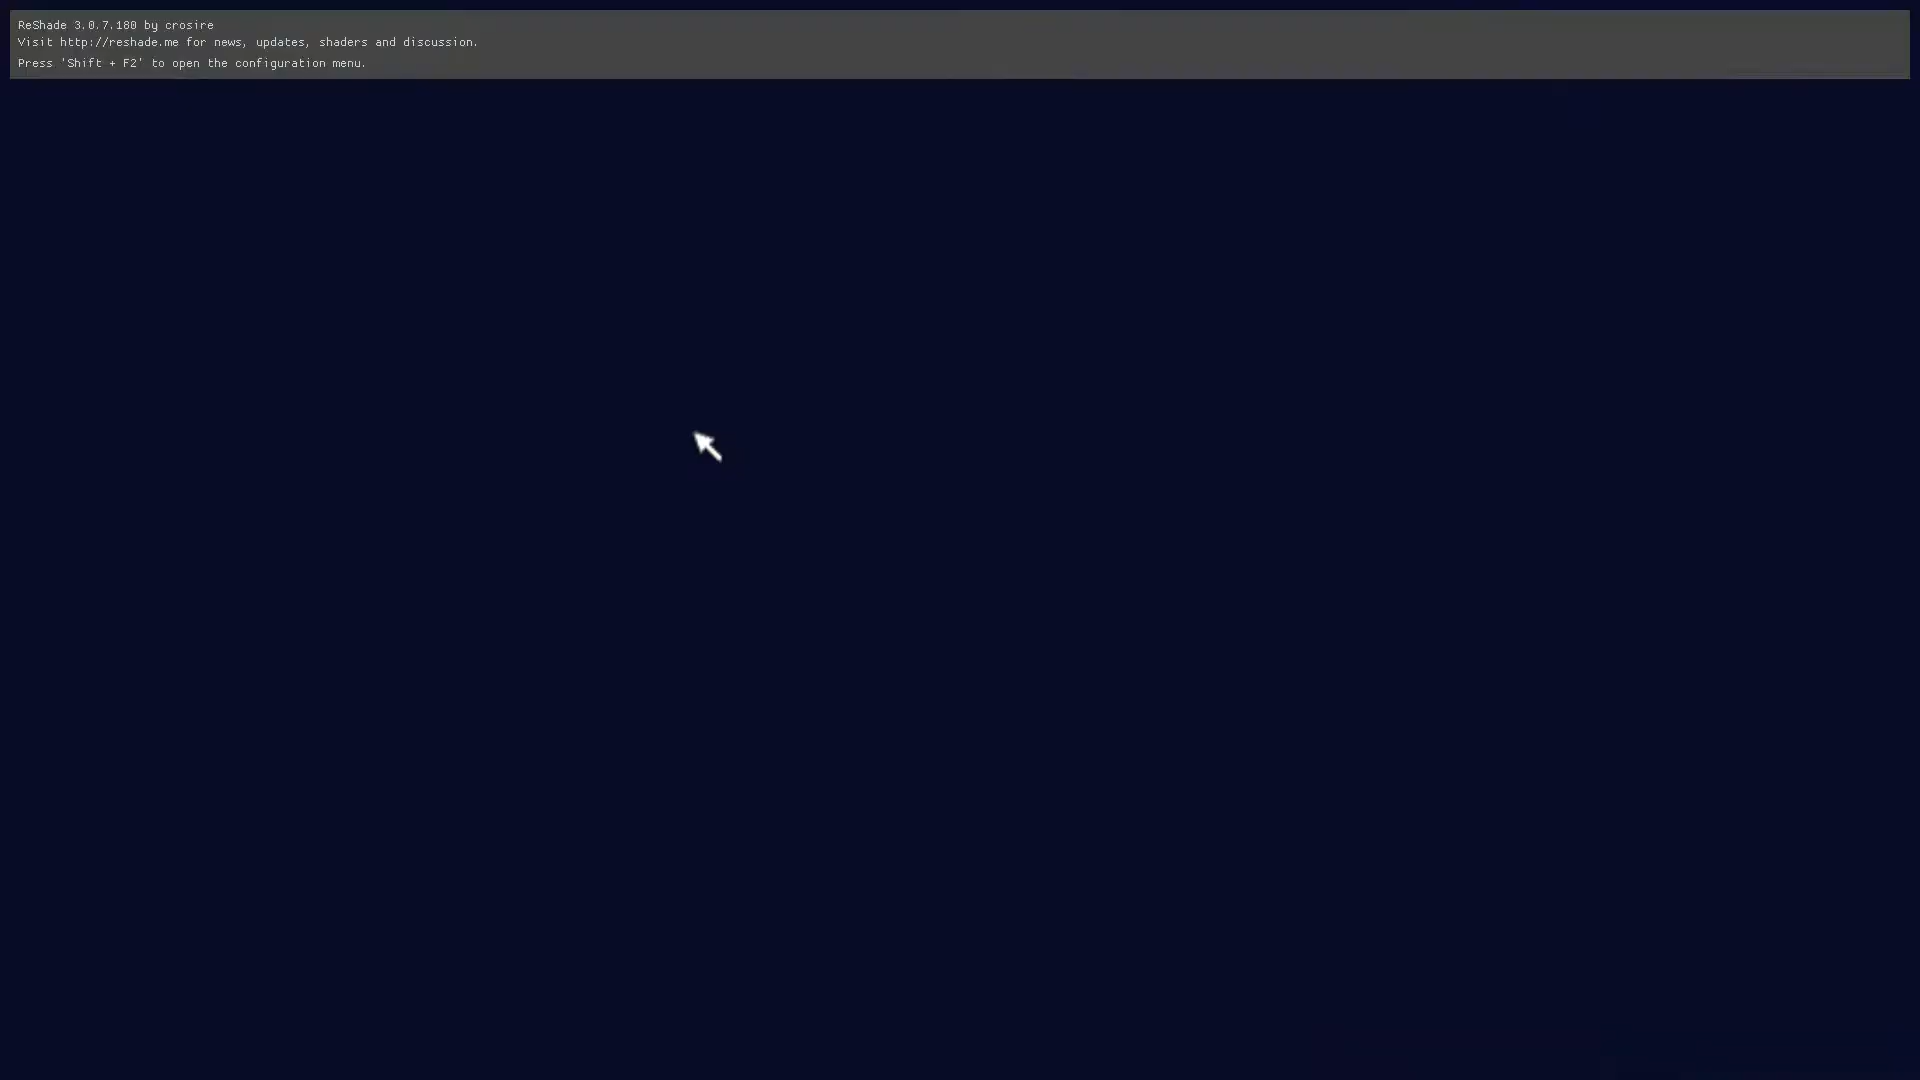 ReShade 3.0.7.180 by crosire
Visit http://reshade.me for news, updates, shaders and discussion.
Press 'Shift + F2' to open the configuration menu.